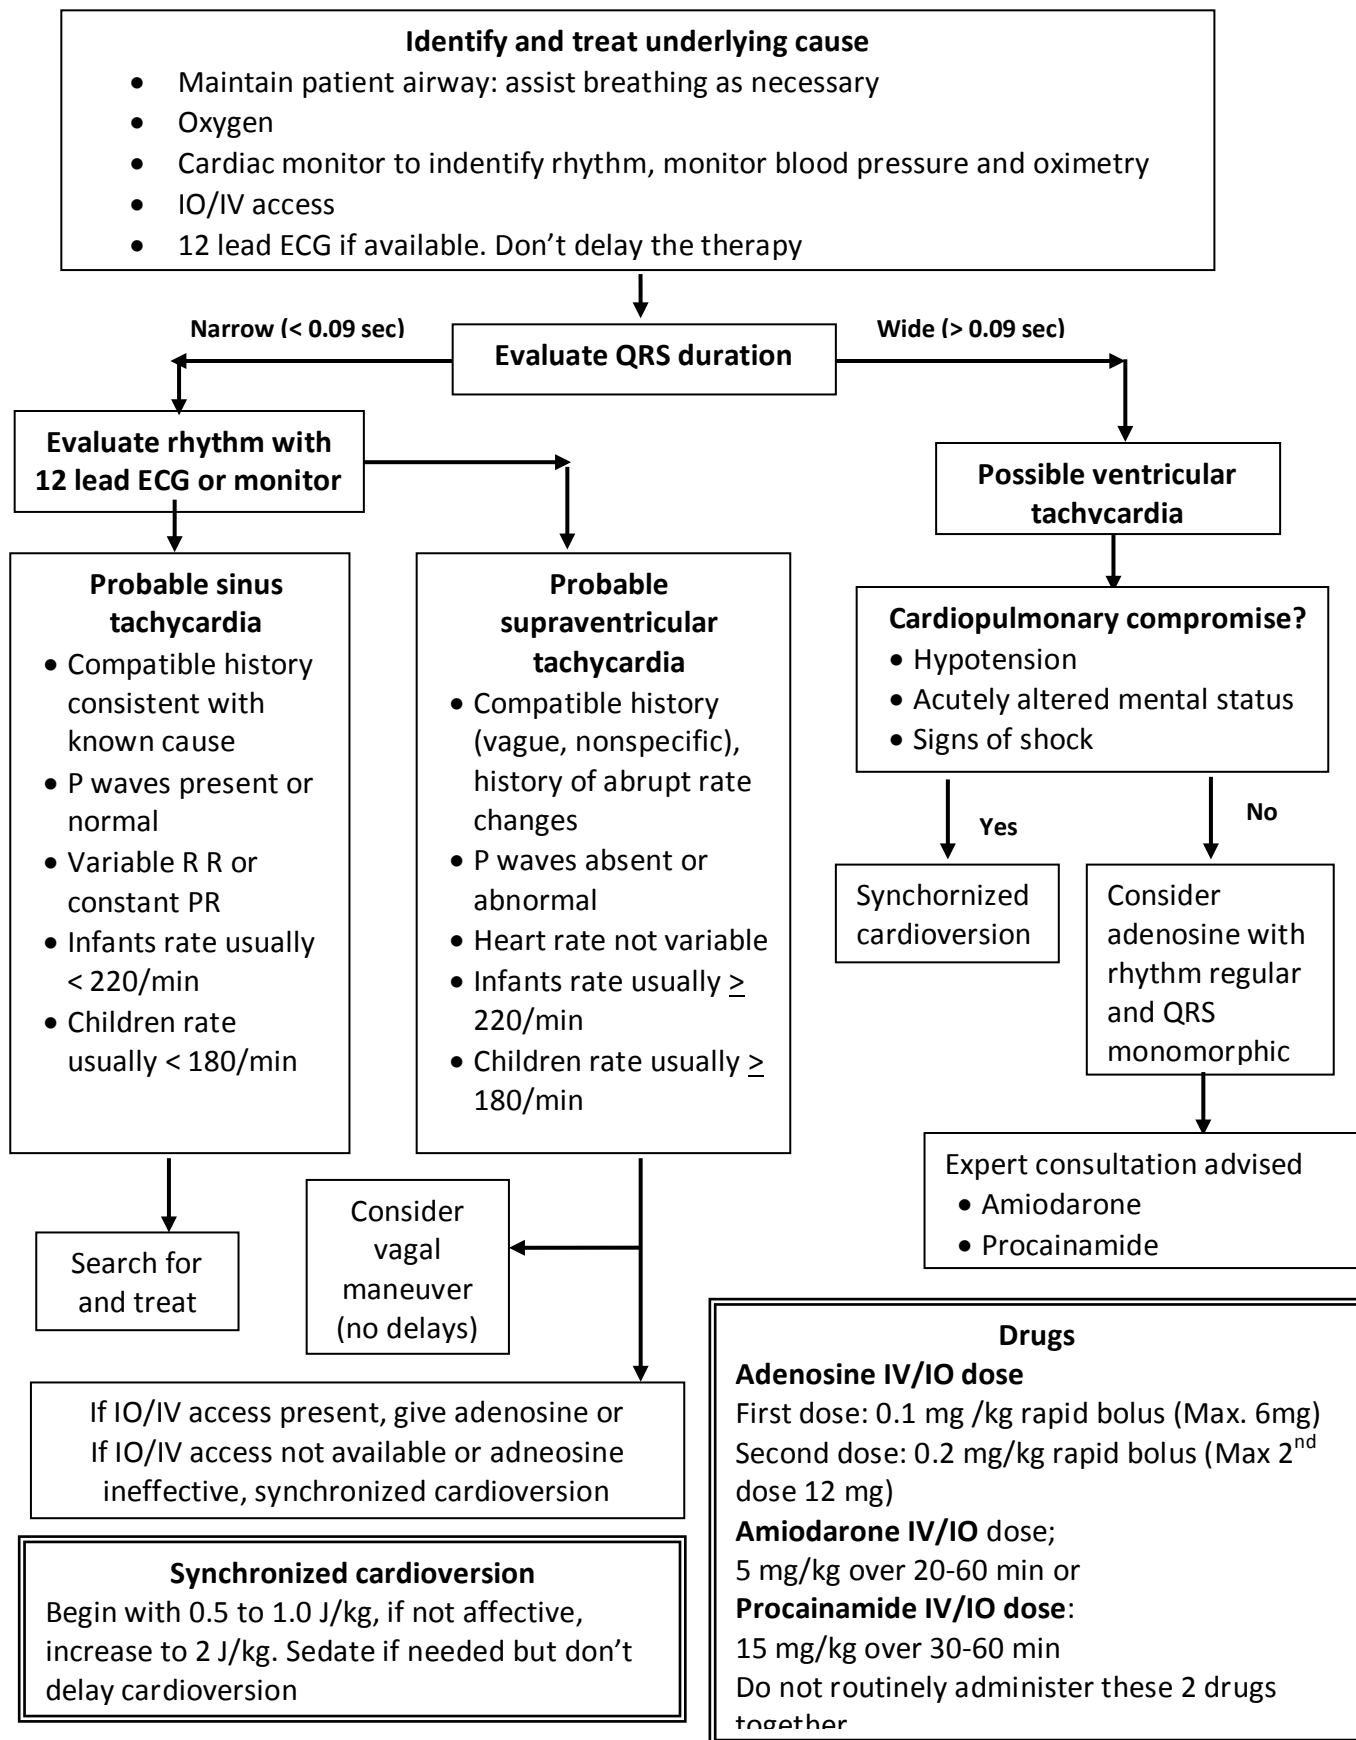 Identify and treat underlying cause
• Maintain patient airway: assist breathing as necessary
• Oxygen
• Cardiac monitor to indentify rhythm, monitor blood pressure and oximetry
• IO/IV access
• 12 lead ECG if available. Don’t delay the therapy
Narrow (< 0.09 sec)
Evaluate QRS duration
Wide (> 0.09 sec)
Evaluate rhythm with
12 lead ECG or monitor
Possible ventricular
tachycardia
Probable sinus
tachycardia
• Compatible history
consistent with
known cause
• P waves present or
normal
• Variable R R or
constant PR
• Infants rate usually
< 220/min
• Children rate
usually < 180/min
Probable
supraventricular
tachycardia
• Compatible history
(vague, nonspecific),
history of abrupt rate
changes
• P waves absent or
abnormal
• Heart rate not variable
• Infants rate usually ≥
220/min
• Children rate usually ≥
180/min
Cardiopulmonary compromise?
• Hypotension
• Acutely altered mental status
• Signs of shock
Yes
No
Synchornized
cardioversion
Consider
adenosine with
rhythm regular
and QRS
monomorphic
Expert consultation advised
• Amiodarone
• Procainamide
Search for
and treat
Consider
vagal
maneuver
(no delays)
If IO/IV access present, give adenosine or
If IO/IV access not available or adneosine
ineffective, synchronized cardioversion
Synchronized cardioversion
Begin with 0.5 to 1.0 J/kg, if not affective,
increase to 2 J/kg. Sedate if needed but don’t
delay cardioversion
Drugs
Adenosine IV/IO dose
First dose: 0.1 mg /kg rapid bolus (Max. 6mg)
Second dose: 0.2 mg/kg rapid bolus (Max 2nd
dose 12 mg)
Amiodarone IV/IO dose;
5 mg/kg over 20-60 min or
Procainamide IV/IO dose:
15 mg/kg over 30-60 min
Do not routinely administer these 2 drugs
together